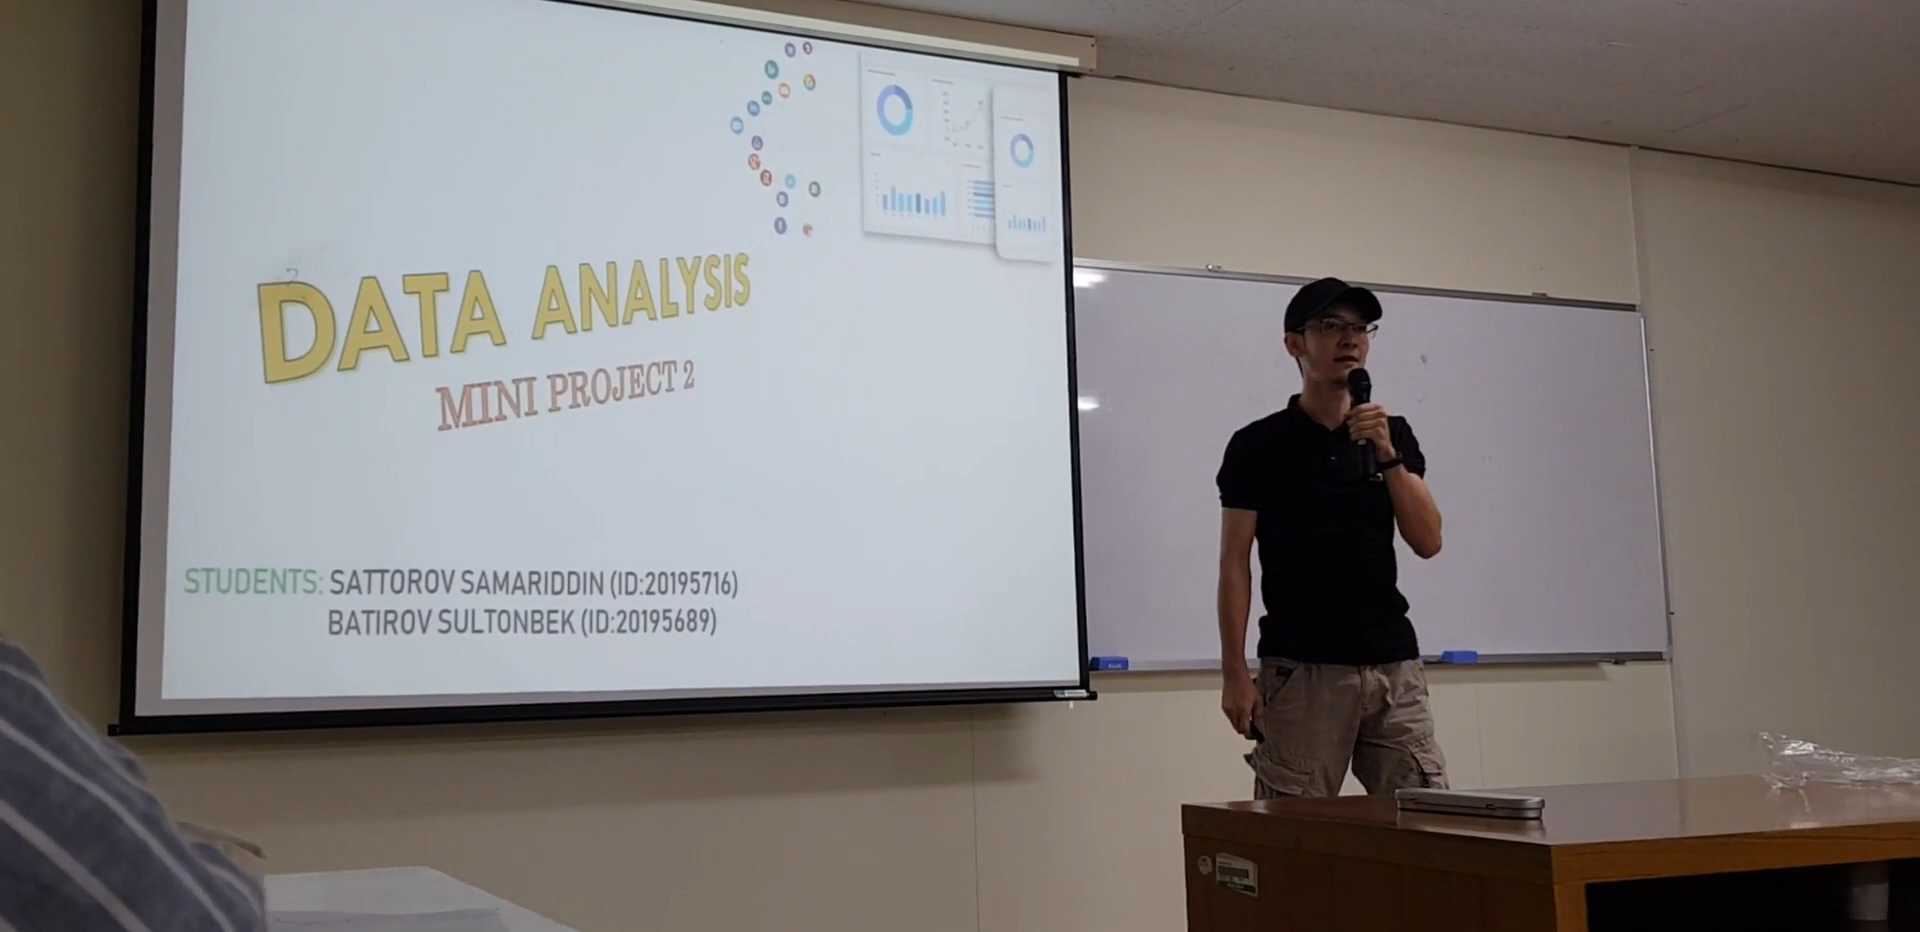 DATA ANALYSIS
MINI PROJECT 2
STUDENTS: SATTOROV SAMARIDDIN (ID:20195716)
BATIROV SULTONBEK (ID:20195689)